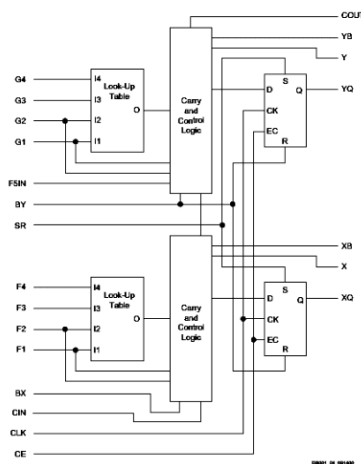 COUT
YB
Y
G4
G3
G2
G1
I4
I3
I2
I1
Look-Up
Table
O
Carry
and
Control
Logic
S
D
Q
CK
EC
R
YQ
F5IN
BY
SR
XB
X
F4
F3
F2
F1
I4
I3
I2
I1
Look-Up
Table
O
Carry
and
Control
Logic
S
D
Q
CK
EC
R
XQ
BX
CIN
CLK
CE